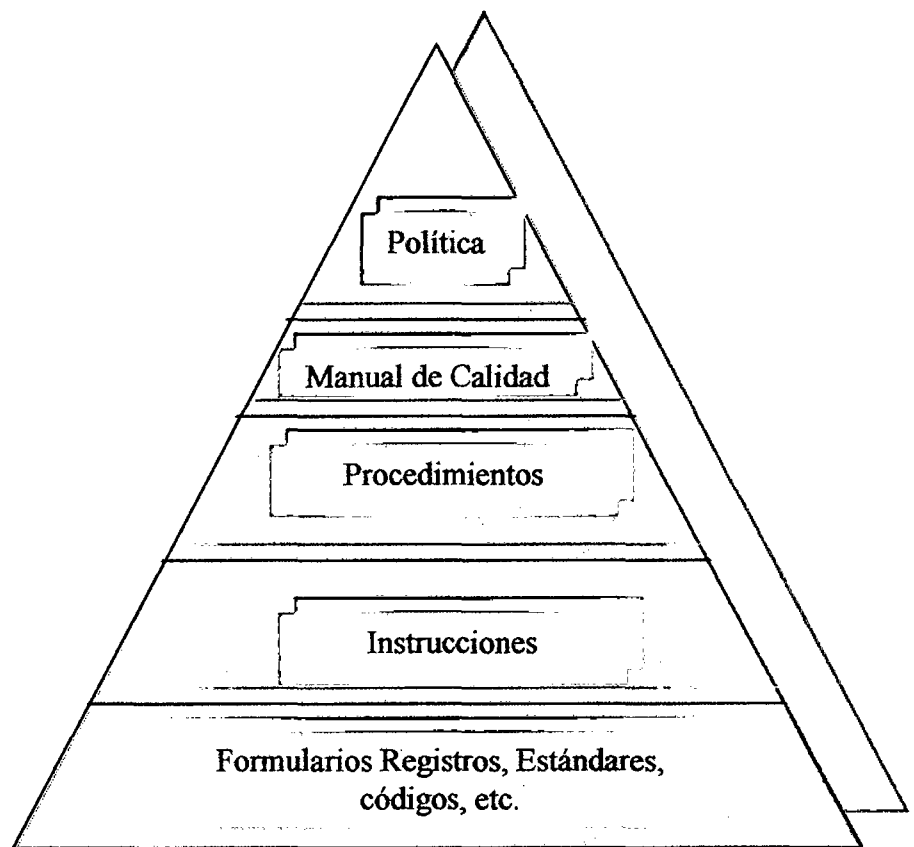 Política
Manual de Calidad
Procedimientos
Instrucciones
Formularios Registros, Estándares,
códigos, etc.